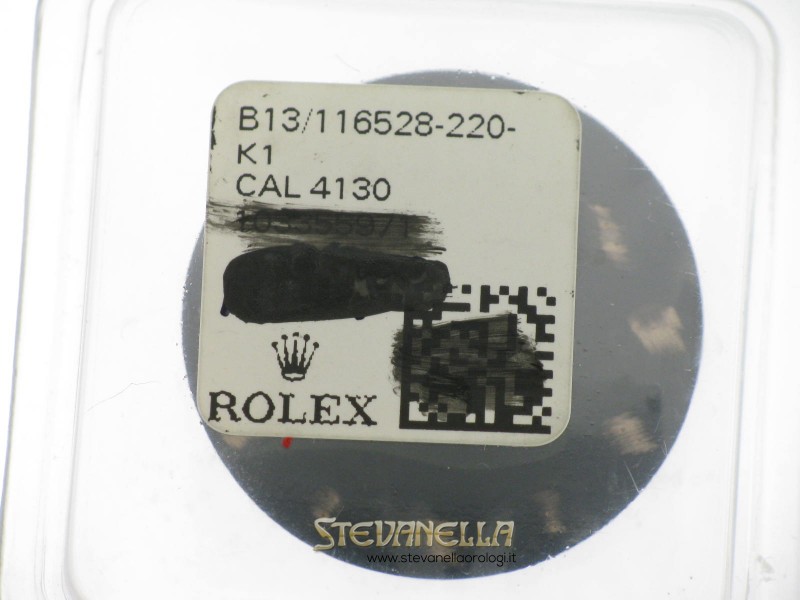 B13/116528-220-
K1
CAL 4130
ROLEX
STEVANELLA
www.stevanellaorologi.it